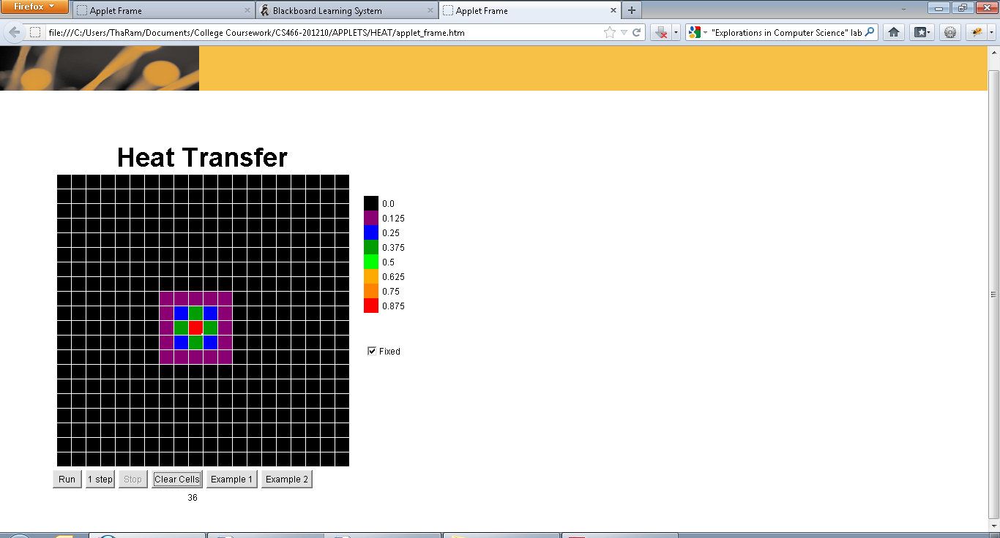 Firefox
Applet Frame
Blackboard Learning System
Applet Frame
file:///C:/Users/ThaRam/Documents/College Coursework/CS466-201210/APPLETS/HEAT/applet_frame.htm
"Explorations in Computer Science" lab
Heat Transfer
0.0
0.125
0.25
0.375
0.5
0.625
0.75
0.875
Fixed
Run
1 step
Stop
Clear Cells
Example 1
Example 2
36